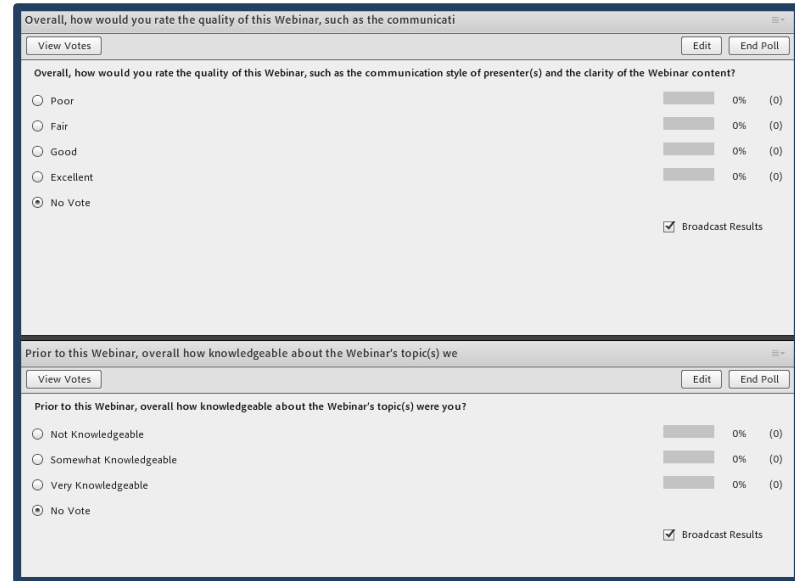 Overall, how would you rate the quality of this Webinar, such as the communicati
View Votes Edit End Poll
Overall, how would you rate the quality of this Webinar, such as the communication style of presenter(s) and the clarity of the Webinar content?
Poor 0% (0)
Fair 0% (0)
Good 0% (0)
Excellent 0% (0)
No Vote
Broadcast Results
Prior to this Webinar, overall how knowledgeable about the Webinar's topic(s) we
View Votes Edit End Poll
Prior to this Webinar, overall how knowledgeable about the Webinar's topic(s) were you?
Not Knowledgeable 0% (0)
Somewhat Knowledgeable 0% (0)
Very Knowledgeable 0% (0)
No Vote
Broadcast Results